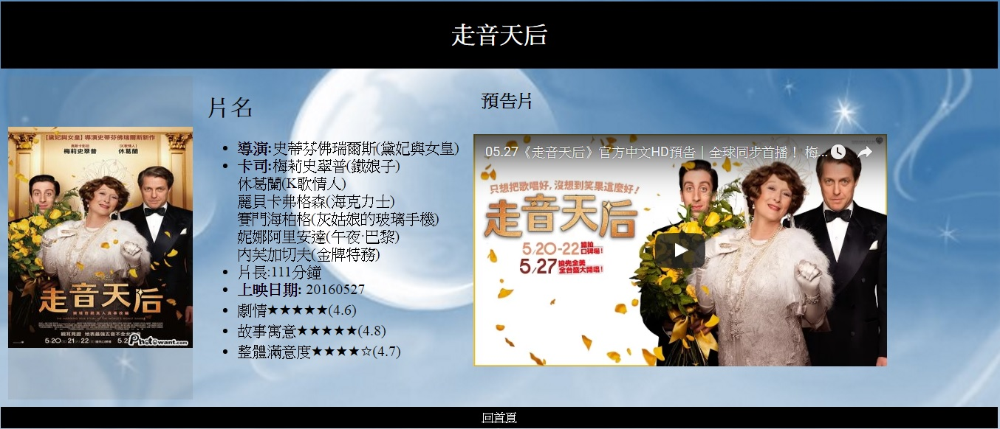 走音天后
片名
導演:史蒂芬佛瑞爾斯(黛妃與女皇)
卡司:梅莉史翠普(鐵娘子)
休葛蘭(K歌情人)
麗貝卡弗格森(海克力士)
賽門海柏格(灰姑娘的玻璃手機)
妮娜阿里安達(午夜·巴黎)
内芙加切夫(金牌特務)
片長:111分鐘
上映日期: 20160527
劇情★★★★★(4.6)
故事寓意★★★★★(4.8)
整體滿意度★★★★☆(4.7)
【黛妃與女皇】導演史蒂芬佛瑞爾斯新作
梅莉史翠普
【K歌情人】
休葛蘭
走音天后
Photowant.com
預告片
05.27《走音天后》官方中文HD預告｜全球同步首播！ 梅...
只想把歌唱好, 沒想到笑果這麼好!
走音天后
5/20-22 搶拍口碑場!
5/27 搶先全美
全台盛大開唱!
回首頁